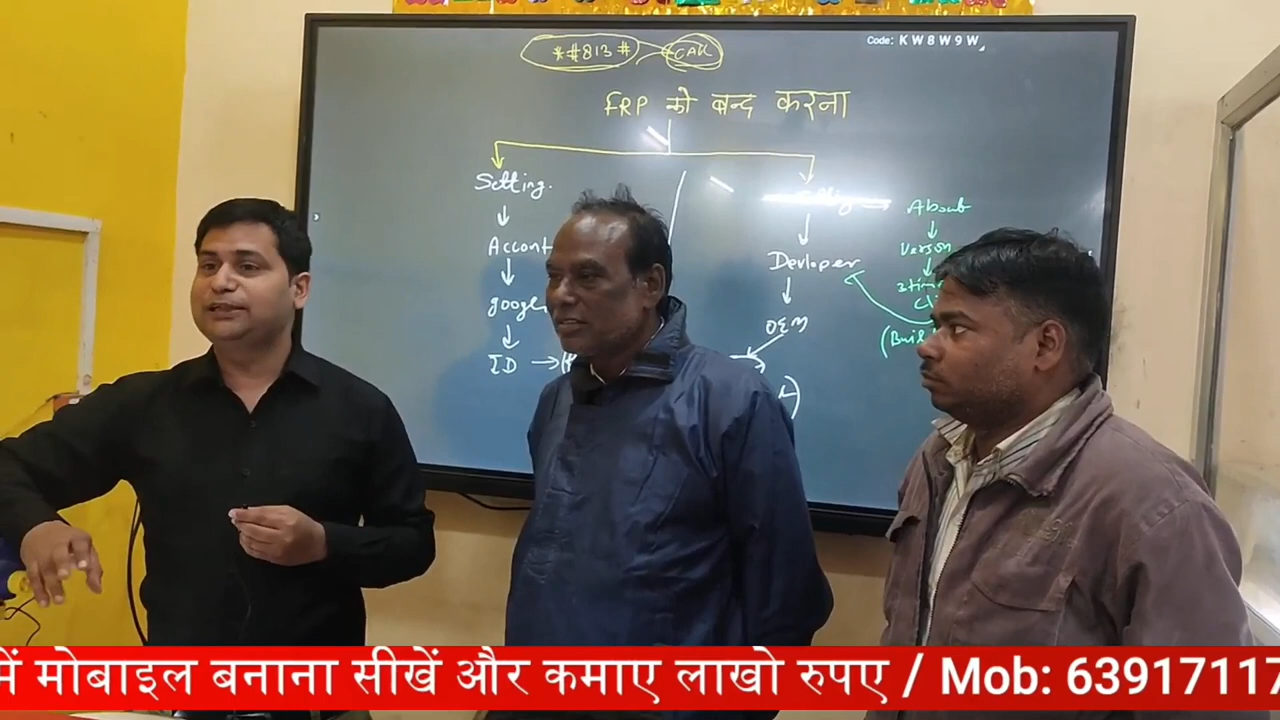 Code: KW8W9W
*#813# CALL
FRP को बन्द करना
Setting.
About
Accont
Version
Devloper
google
OEM
ID
में मोबाइल बनाना सीखें और कमाए लाखो रुपए / Mob: 63917117